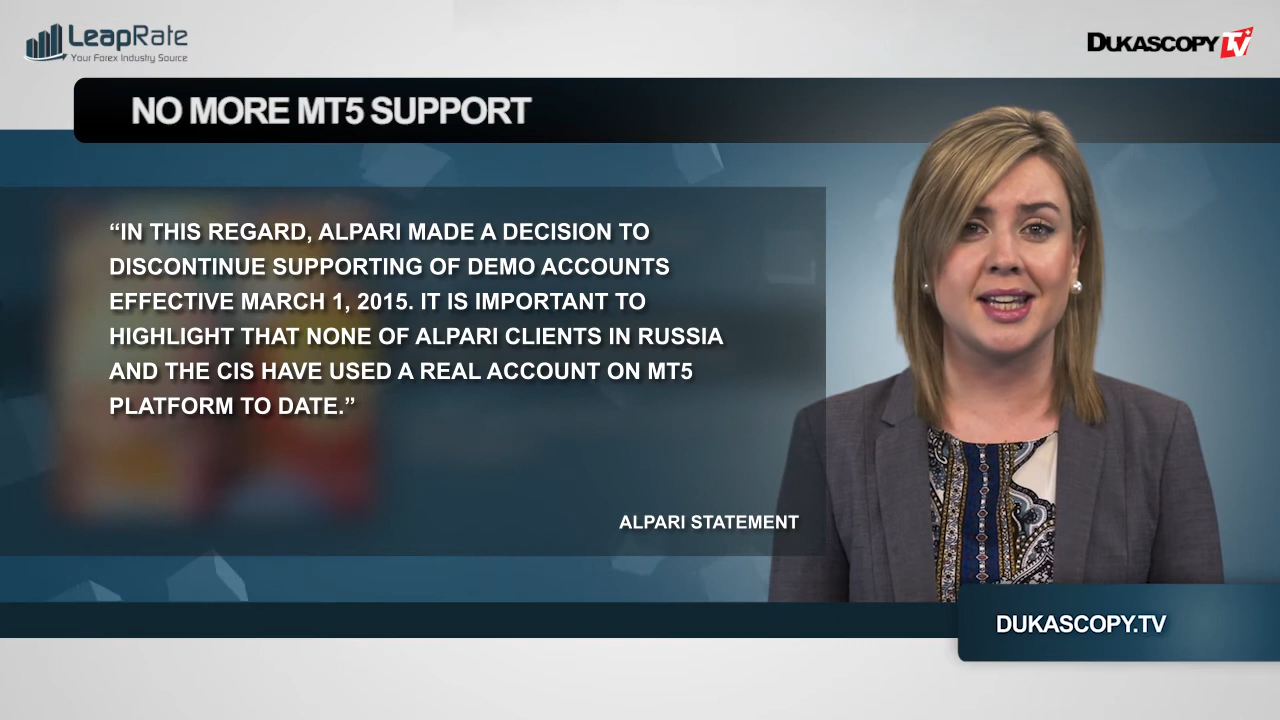 LeapRate
Your Forex Industry Source
DUKASCOPY TV
NO MORE MT5 SUPPORT
“IN THIS REGARD, ALPARI MADE A DECISION TO
DISCONTINUE SUPPORTING OF DEMO ACCOUNTS
EFFECTIVE MARCH 1, 2015. IT IS IMPORTANT TO
HIGHLIGHT THAT NONE OF ALPARI CLIENTS IN RUSSIA
AND THE CIS HAVE USED A REAL ACCOUNT ON MT5
PLATFORM TO DATE.”
ALPARI STATEMENT
DUKASCOPY.TV